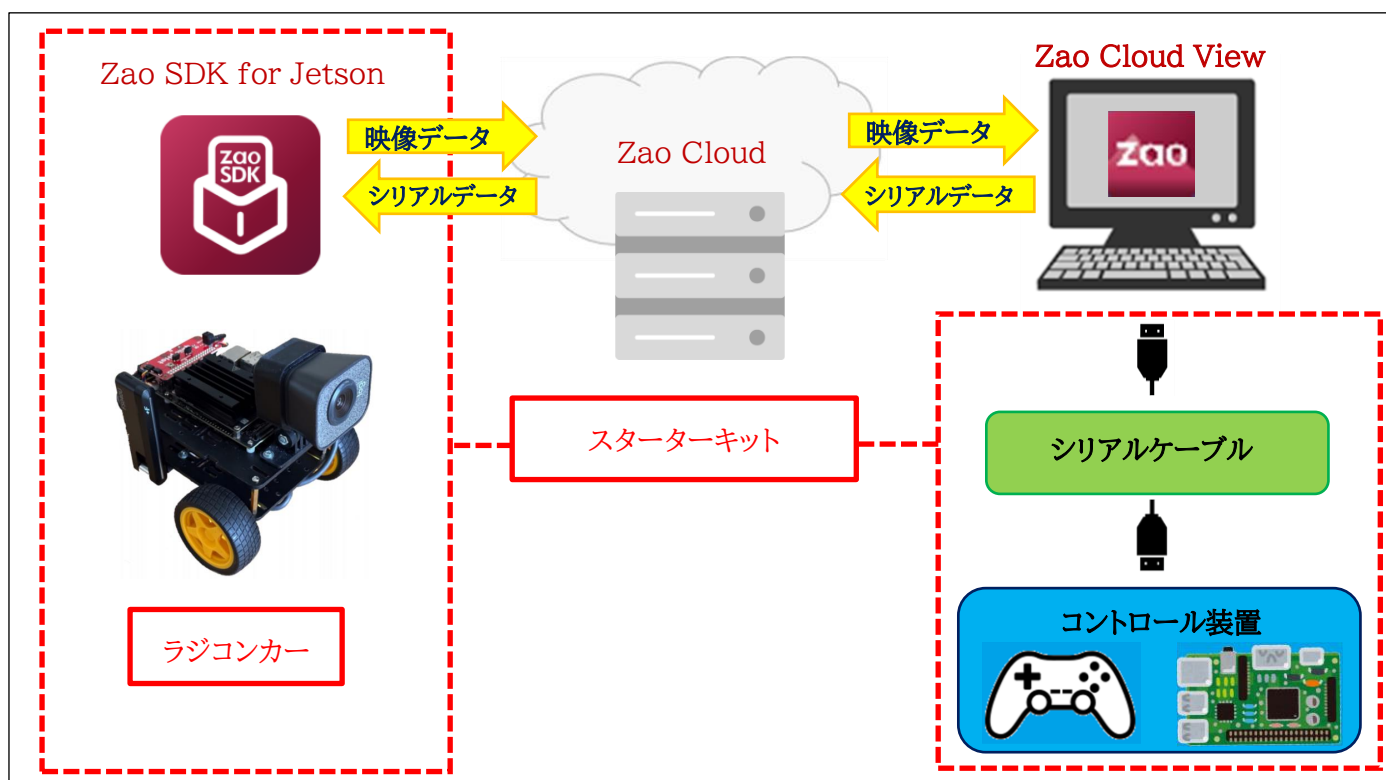 Zao SDK for Jetson
Zao
SDK
映像データ
シリアルデータ
Zao Cloud
映像データ
シリアルデータ
Zao Cloud View
zao
スターターキット
シリアルケーブル
コントロール装置
ラジコンカー